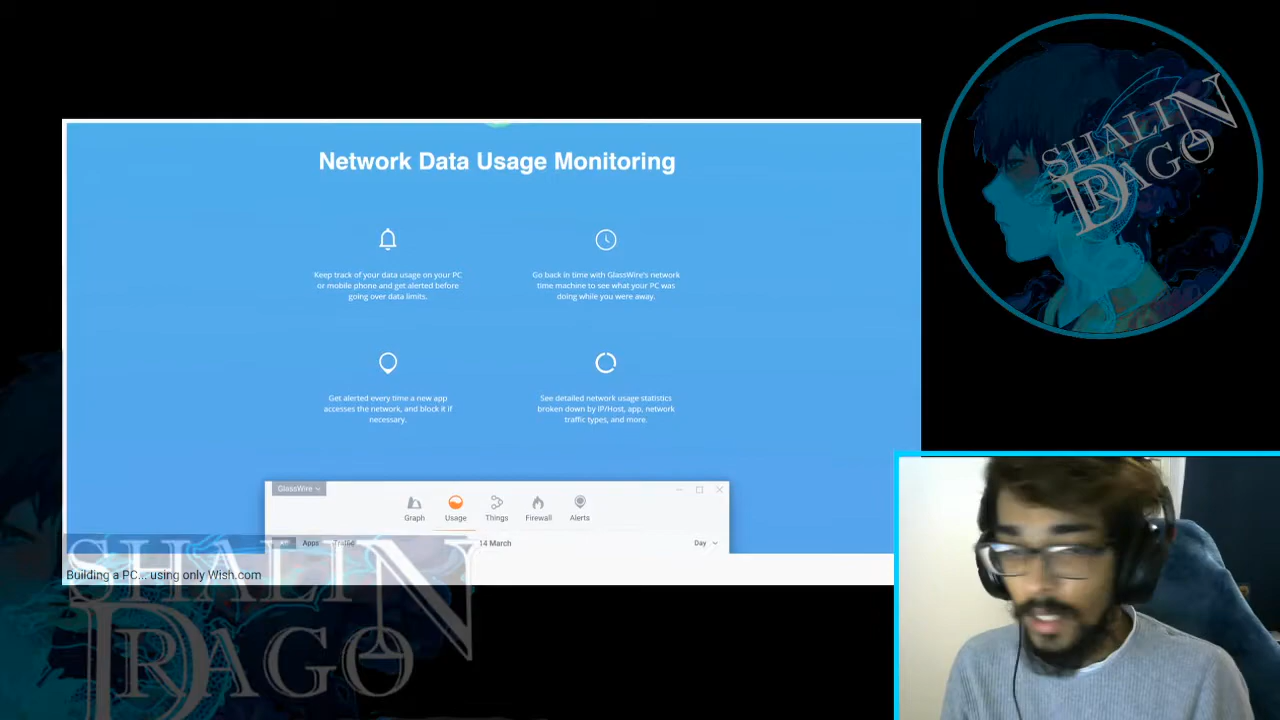 Network Data Usage Monitoring
Keep track of your data usage on your PC
or mobile phone and get alerted before
going over data limits.
Go back in time with GlassWire's network
time machine to see what your PC was
doing while you were away.
Get alerted every time a new app
accesses the network, and block it if
necessary.
See detailed network usage statistics
broken down by IP/Host, app, network
traffic types, and more.
GlassWire
Graph
Usage
Things
Firewall
Alerts
Apps
Traffic
14 March
Day
Building a PC... using only Wish.com
SHALIN
DRAGO
SHALIN
DRAGO